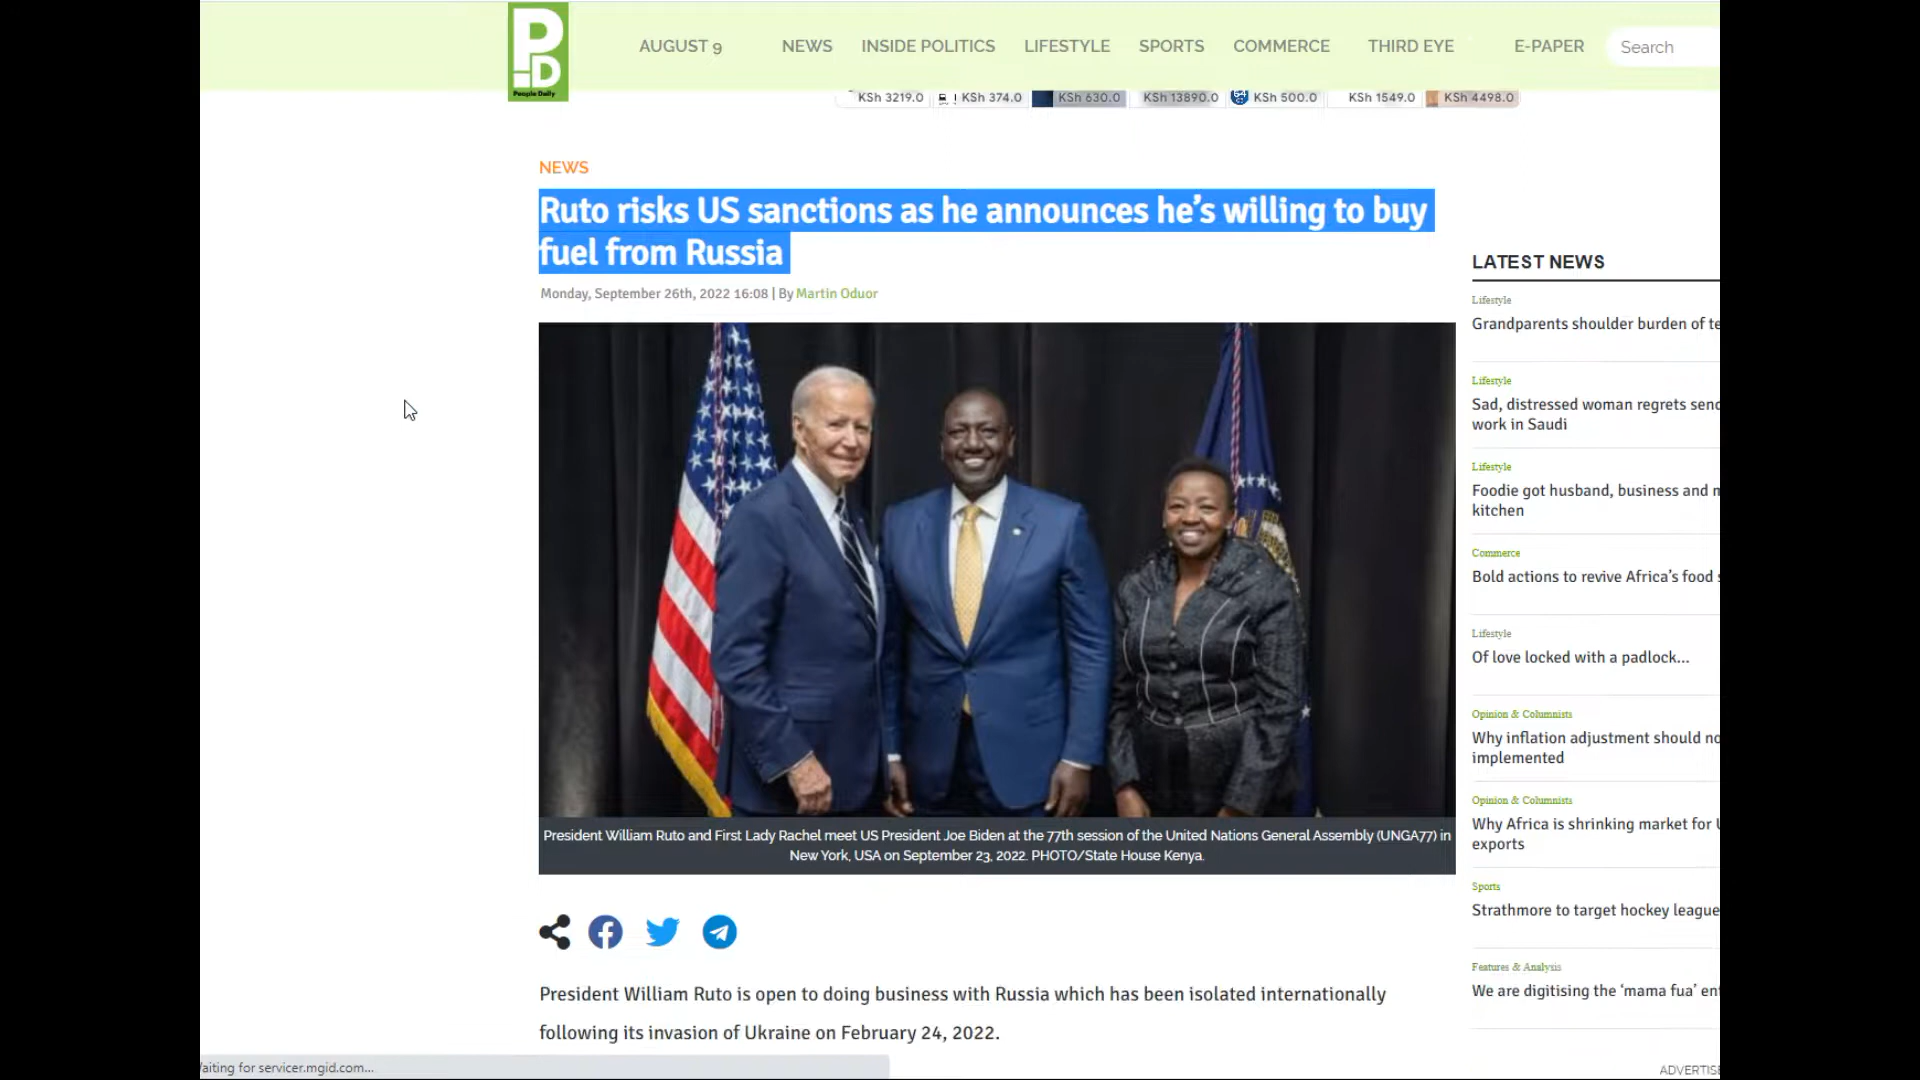 P.D
People Daily
AUGUST 9
NEWS
INSIDE POLITICS
LIFESTYLE
SPORTS
COMMERCE
THIRD EYE
E-PAPER
Search
KSh 3219.0
KSh 374.0
KSh 630.0
KSh 13890.0
KSh 500.0
KSh 1549.0
KSh 4498.0
NEWS
Ruto risks US sanctions as he announces he’s willing to buy
fuel from Russia
Monday, September 26th, 2022 16:08 | By Martin Oduor
President William Ruto and First Lady Rachel meet US President Joe Biden at the 77th session of the United Nations General Assembly (UNGA77) in
New York, USA on September 23, 2022. PHOTO/State House Kenya.
President William Ruto is open to doing business with Russia which has been isolated internationally
following its invasion of Ukraine on February 24, 2022.
LATEST NEWS
Lifestyle
Grandparents shoulder burden of
Lifestyle
Sad, distressed woman regrets
work in Saudi
Lifestyle
Foodie got husband, business and
kitchen
Commerce
Bold actions to revive Africa’s food
Lifestyle
Of love locked with a padlock...
Opinion & Columnists
Why inflation adjustment should
implemented
Opinion & Columnists
Why Africa is shrinking market for
exports
Sports
Strathmore to target hockey league
Features & Analysis
We are digitising the ‘mama fua’
for servicer.mgid.com...